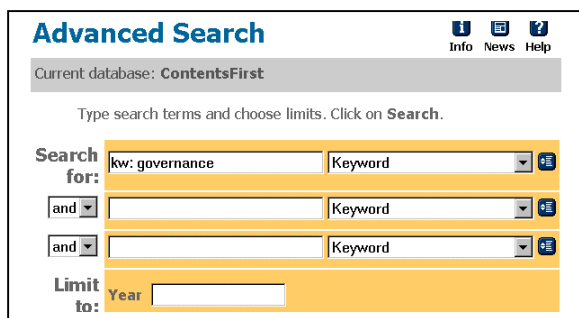 Advanced Search
Info News Help
Current database: ContentsFirst
Type search terms and choose limits. Click on Search.
Search for: kw: governance Keyword
and Keyword
and Keyword
Limit to: Year